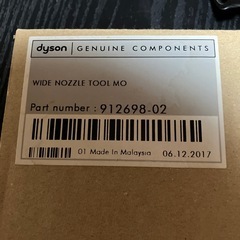 dyson GENUINE COMPONENTS
WIDE NOZZLE TOOL MO
Part number : 912698-02
01 Made In Malaysia 06.12.2017